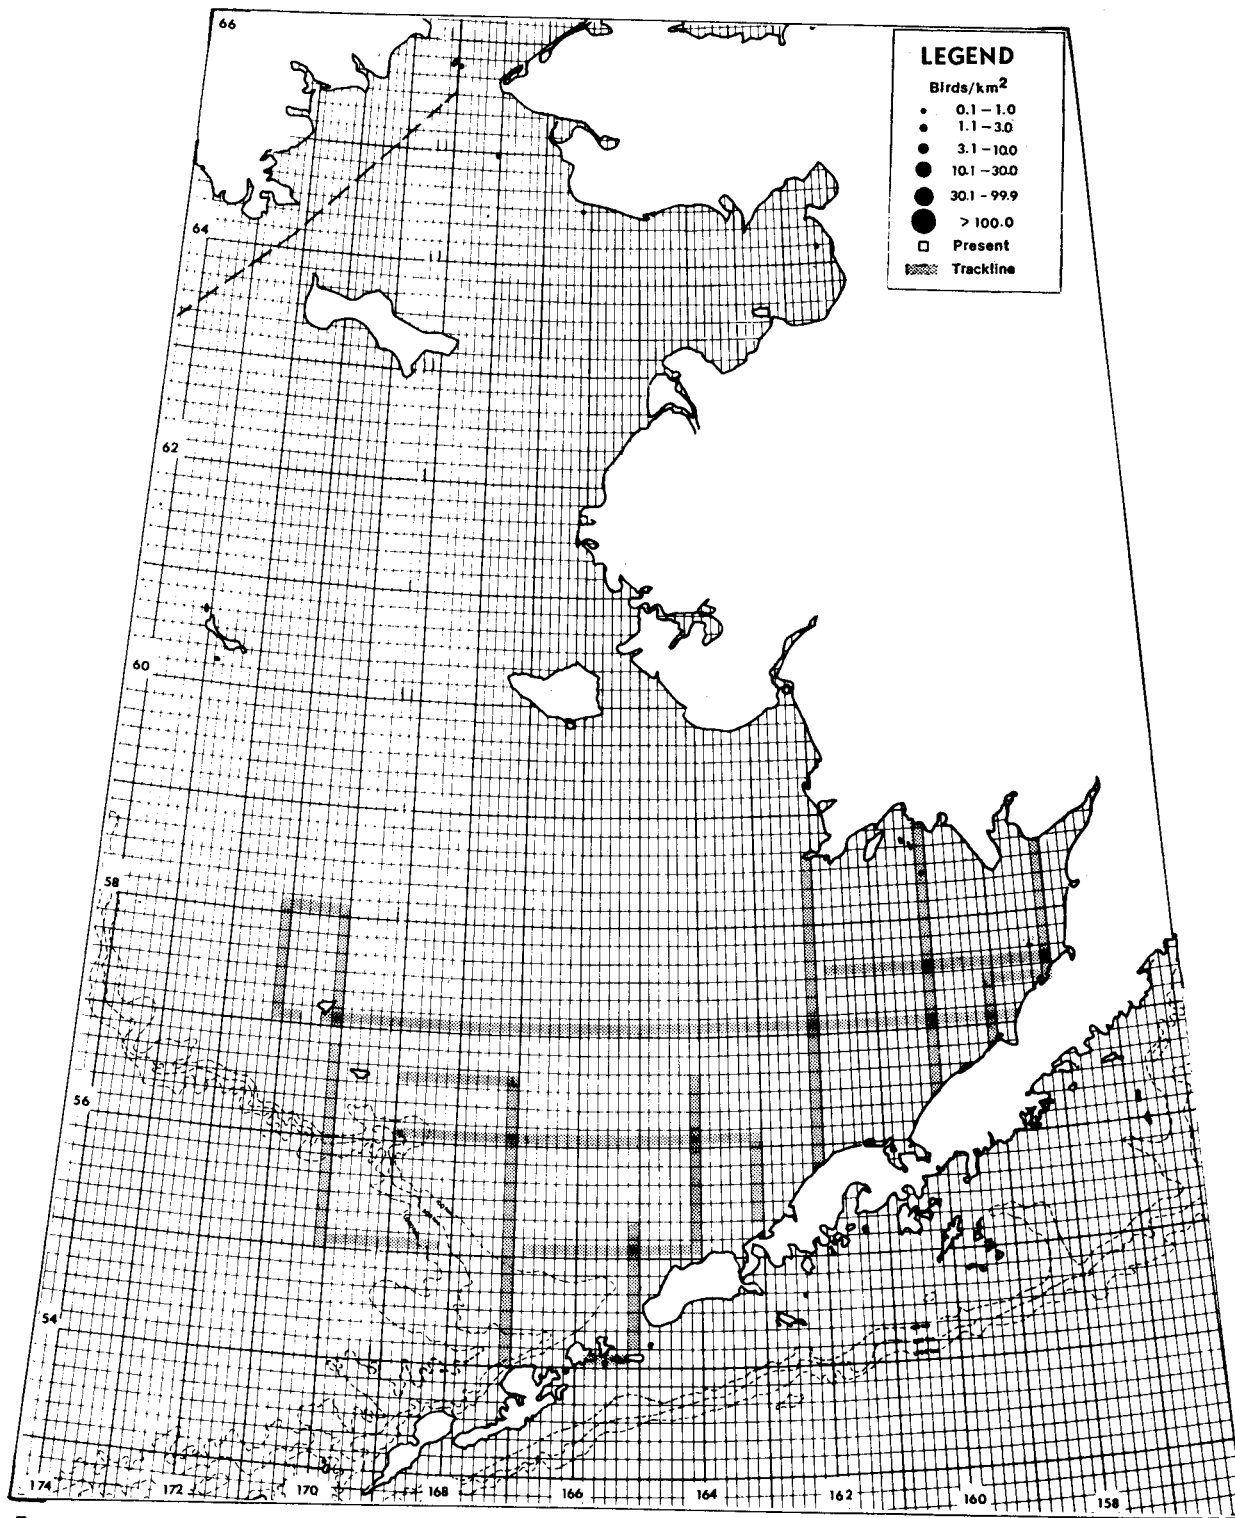 66
LEGEND
Birds/km²
0.1 – 1.0
1.1 – 3.0
3.1 – 10.0
10.1 – 30.0
30.1 – 99.9
> 100.0
Present
Trackline
64
62
60
58
56
54
174 172 170 168 166 164 162 160 158